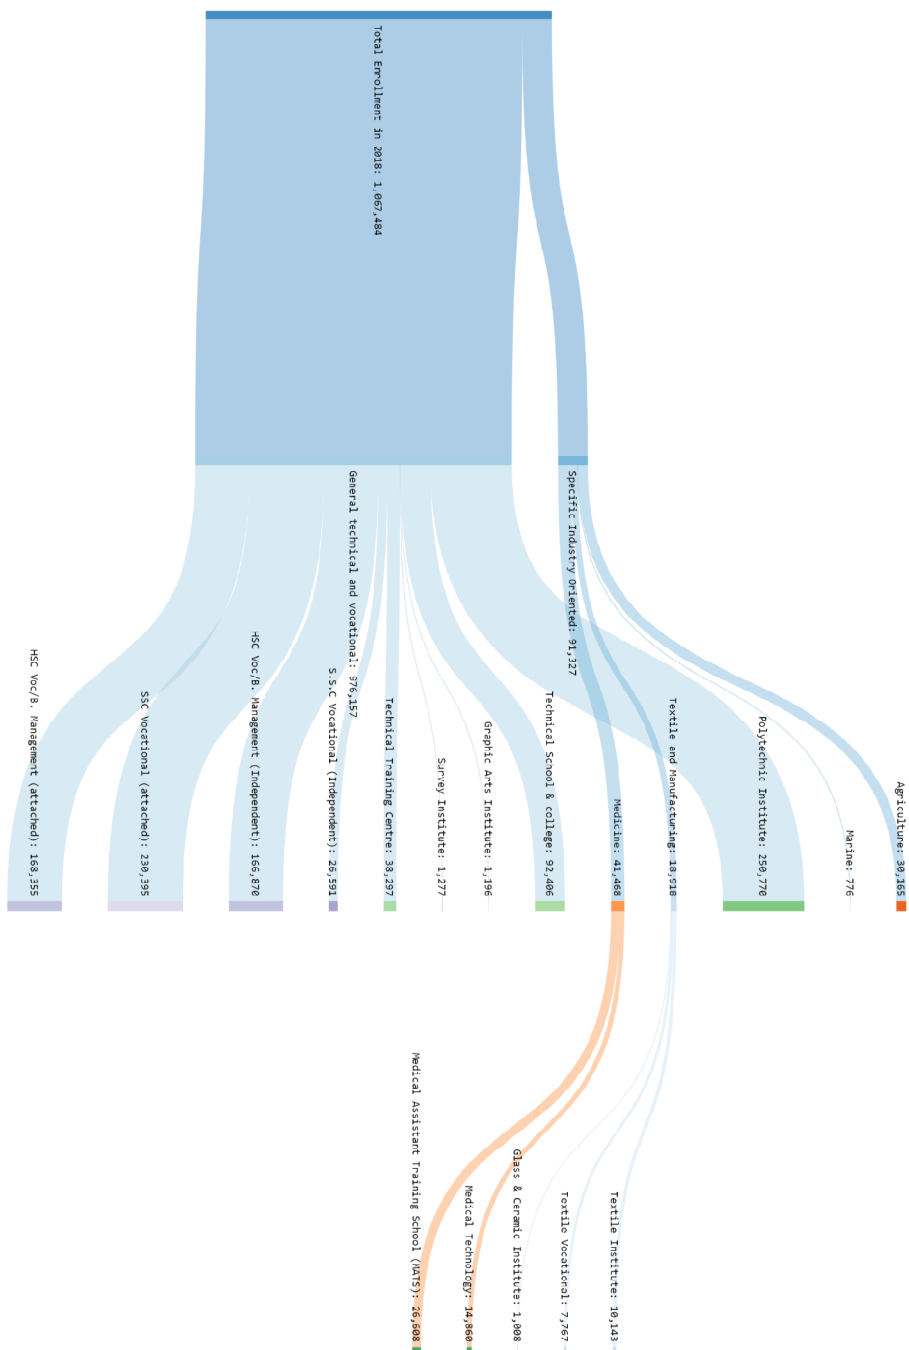 Total Enrollment in 2018: 1,067,484
General technical and vocational: 976,157
Specific Industry Oriented: 91,327
HSC Voc/B. Management (attached): 168,355
SSC Vocational (attached): 230,395
HSC Voc/B. Management (Independent): 166,870
S.S.C Vocational (Independent): 26,591
Technical Training Centre: 38,297
Survey Institute: 1,277
Graphic Arts Institute: 1,196
Technical School & college: 92,406
Medicine: 41,468
Textile and Manufacturing: 18,918
Polytechnic Institute: 250,770
Marine: 776
Agriculture: 30,165
Medical Assistant Training School (MATS): 26,608
Medical Technology: 14,860
Glass & Ceramic Institute: 1,008
Textile Vocational: 7,767
Textile Institute: 10,143